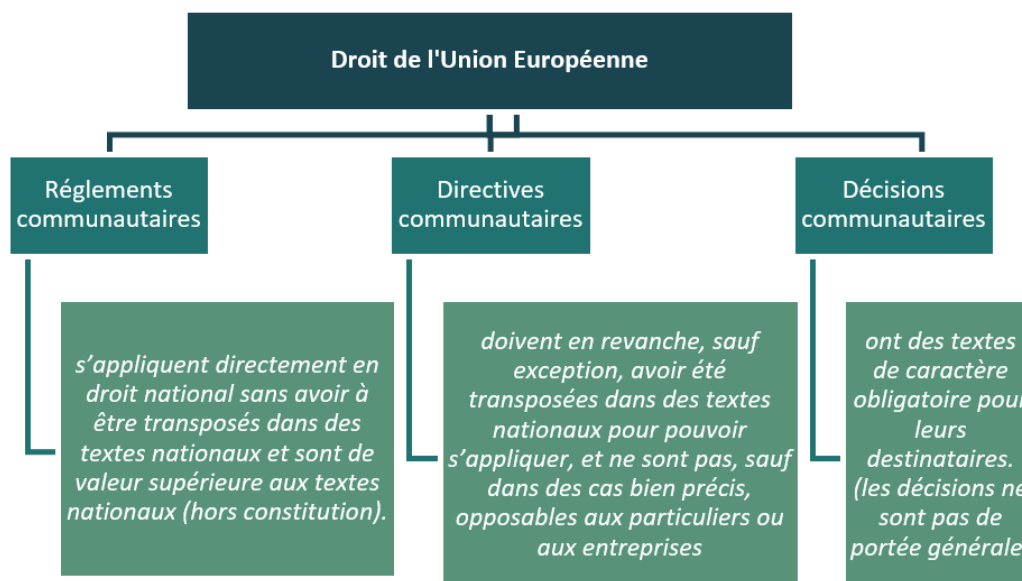 Droit de l'Union Européenne
Réglements
communautaires
Directives
communautaires
Décisions
communautaires
s’appliquent directement en
droit national sans avoir à
être transposés dans des
textes nationaux et sont de
valeur supérieure aux textes
nationaux (hors constitution).
doivent en revanche, sauf
exception, avoir été
transposées dans des textes
nationaux pour pouvoir
s’appliquer, et ne sont pas, sauf
dans des cas bien précis,
opposables aux particuliers ou
aux entreprises
ont des textes
de caractère
obligatoire pour
leurs
destinataires.
(les décisions ne
sont pas de
portée générale